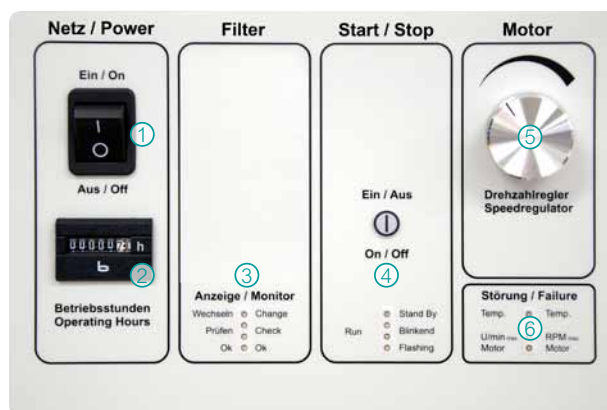 Netz / Power
Filter
Start / Stop
Motor
Ein / On
I
O
1
Aus / Off
h
2
Betriebsstunden
Operating Hours
3
Anzeige / Monitor
Wechseln Change
Prüfen Check
Ok Ok
Ein / Aus
On / Off
4
Stand By
Run Blinkend
Flashing
5
Drehzahlregler
Speedregulator
Störung / Failure
Temp. Temp.
6
U/min max RPM max
Motor Motor